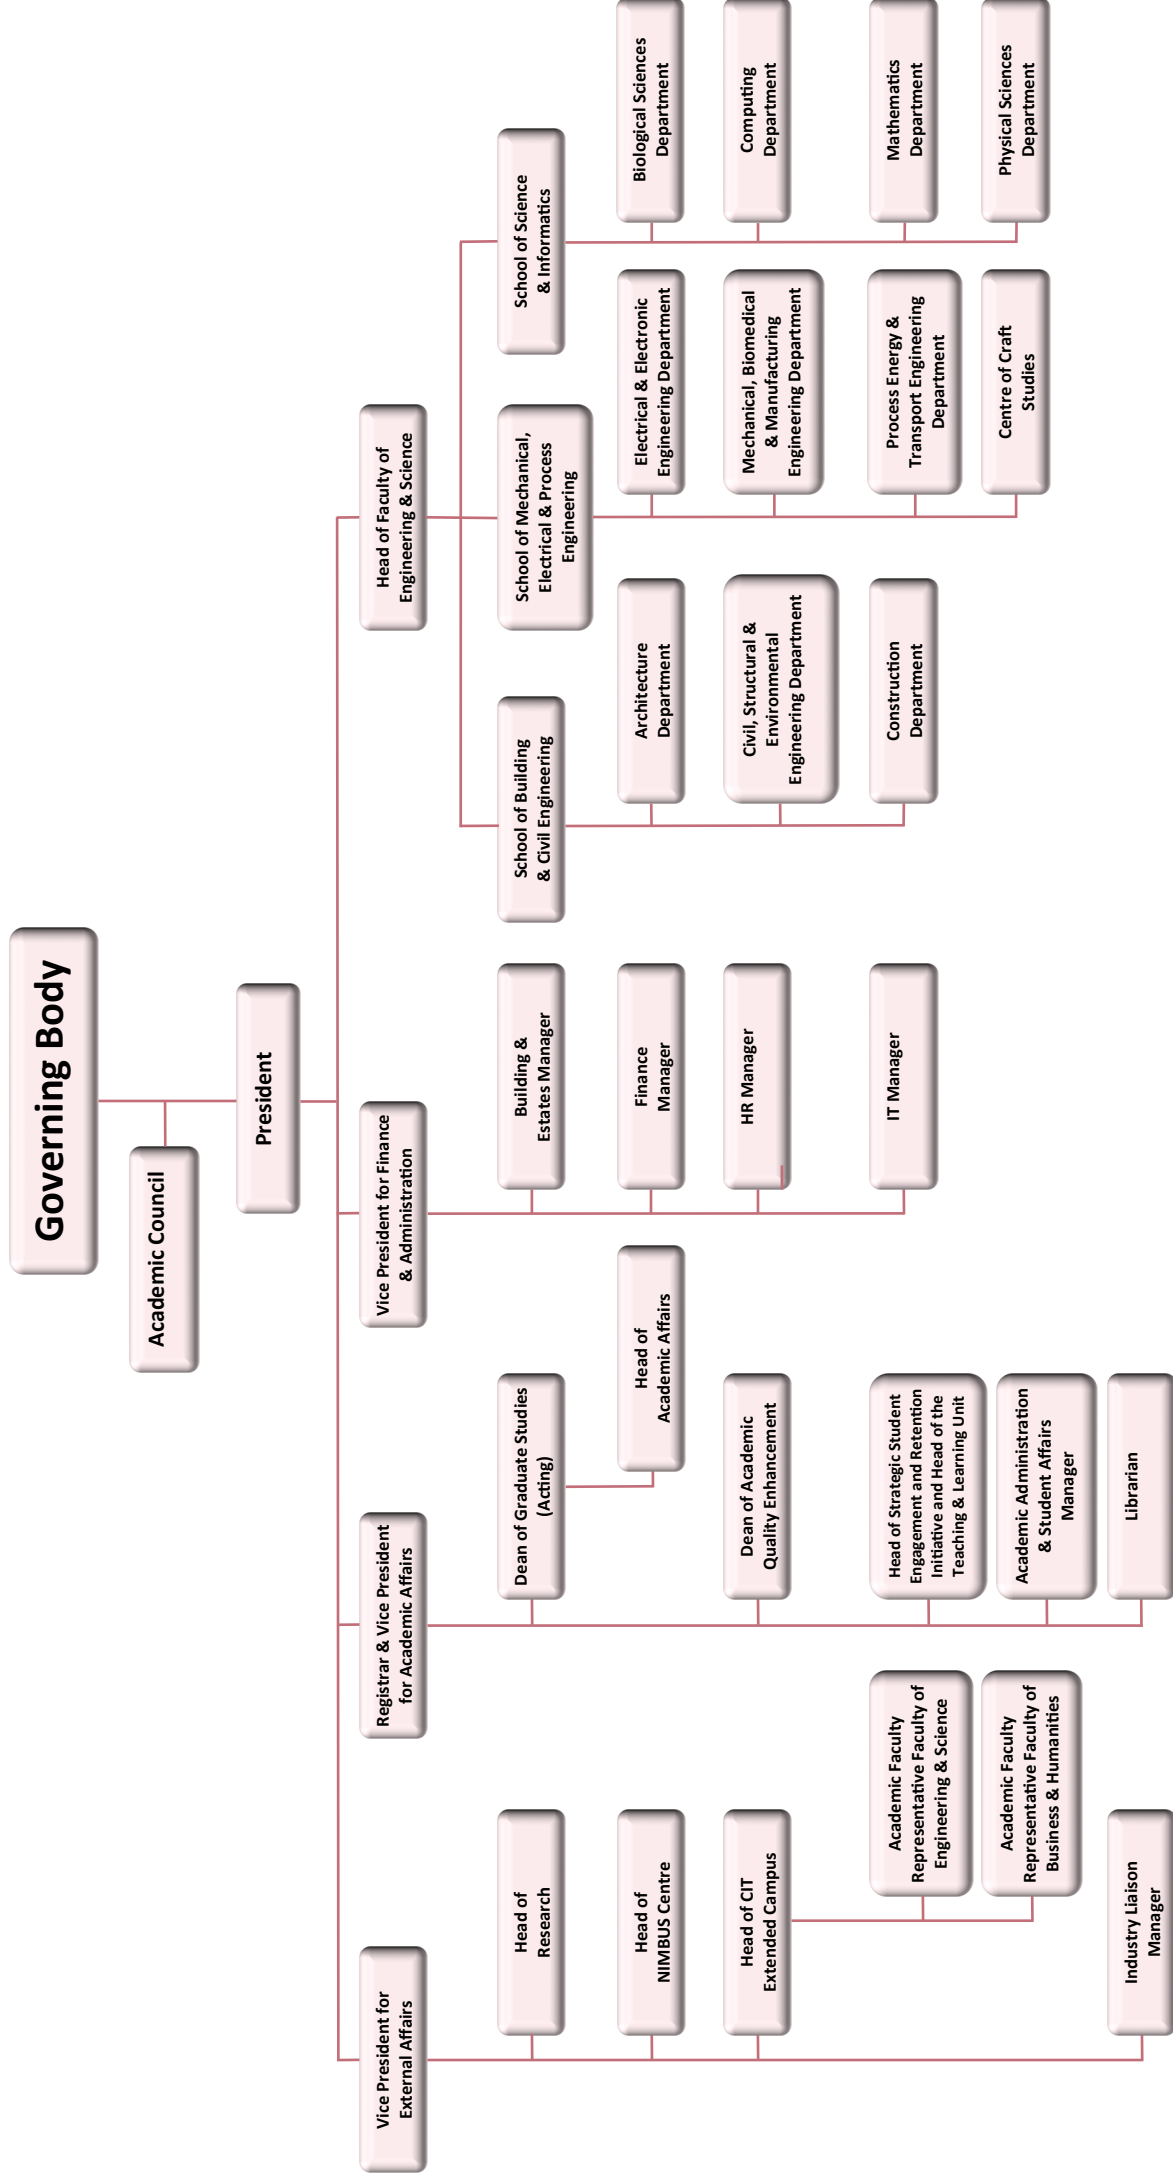 Governing Body
Academic Council
President
Vice President for
External Affairs
Registrar & Vice President
for Academic Affairs
Vice President for Finance
& Administration
Head of Faculty of
Engineering & Science
Head of
Research
Head of
NIMBUS Centre
Head of CIT
Extended Campus
Academic Faculty
Representative Faculty of
Engineering & Science
Academic Faculty
Representative Faculty of
Business & Humanities
Industry Liaison
Manager
Dean of Graduate Studies
(Acting)
Head of
Academic Affairs
Dean of Academic
Quality Enhancement
Head of Strategic Student
Engagement and Retention
Initiative and Head of the
Teaching & Learning Unit
Academic Administration
& Student Affairs
Manager
Librarian
Building &
Estates Manager
Finance
Manager
HR Manager
IT Manager
School of Building
& Civil Engineering
Architecture
Department
Civil, Structural &
Environmental
Engineering Department
Construction
Department
School of Mechanical,
Electrical & Process
Engineering
Electrical & Electronic
Engineering Department
Mechanical, Biomedical
& Manufacturing
Engineering Department
Process Energy &
Transport Engineering
Department
Centre of Craft
Studies
School of Science
& Informatics
Biological Sciences
Department
Computing
Department
Mathematics
Department
Physical Sciences
Department